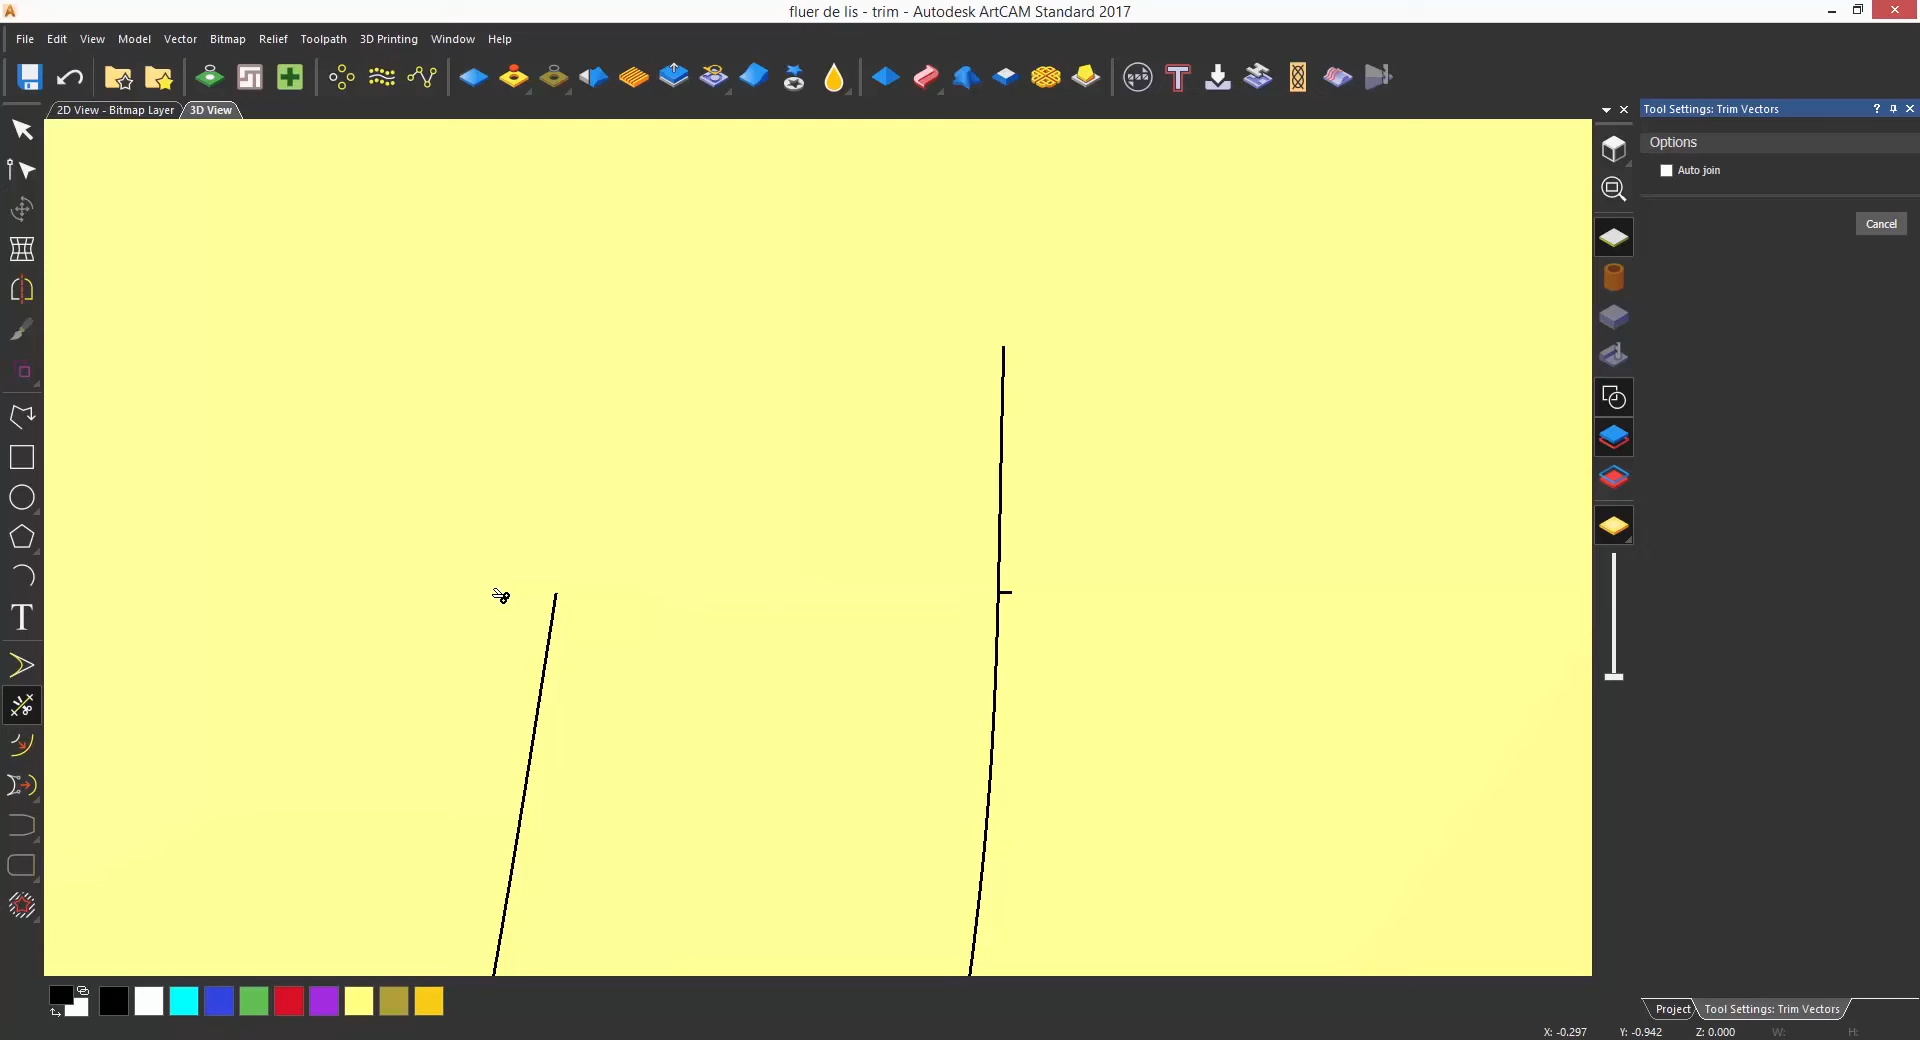 fluer de lis - trim - Autodesk ArtCAM Standard 2017
File Edit View Model Vector Bitmap Relief Toolpath 3D Printing Window Help
2D View - Bitmap Layer 3D View
Tool Settings: Trim Vectors
Options
Auto join
Cancel
Project Tool Settings: Trim Vectors
X: -0.297 Y: -0.942 Z: 0.000 W: H: